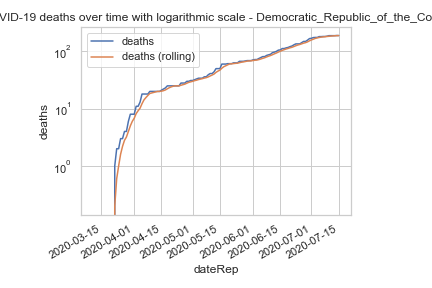 VID-19 deaths over time with logarithmic scale - Democratic_Republic_of_the_Co
deaths
deaths (rolling)
10²
10¹
10⁰
deaths
2020-03-15
2020-04-01
2020-04-15
2020-05-01
2020-05-15
2020-06-01
2020-06-15
2020-07-01
2020-07-15
dateRep